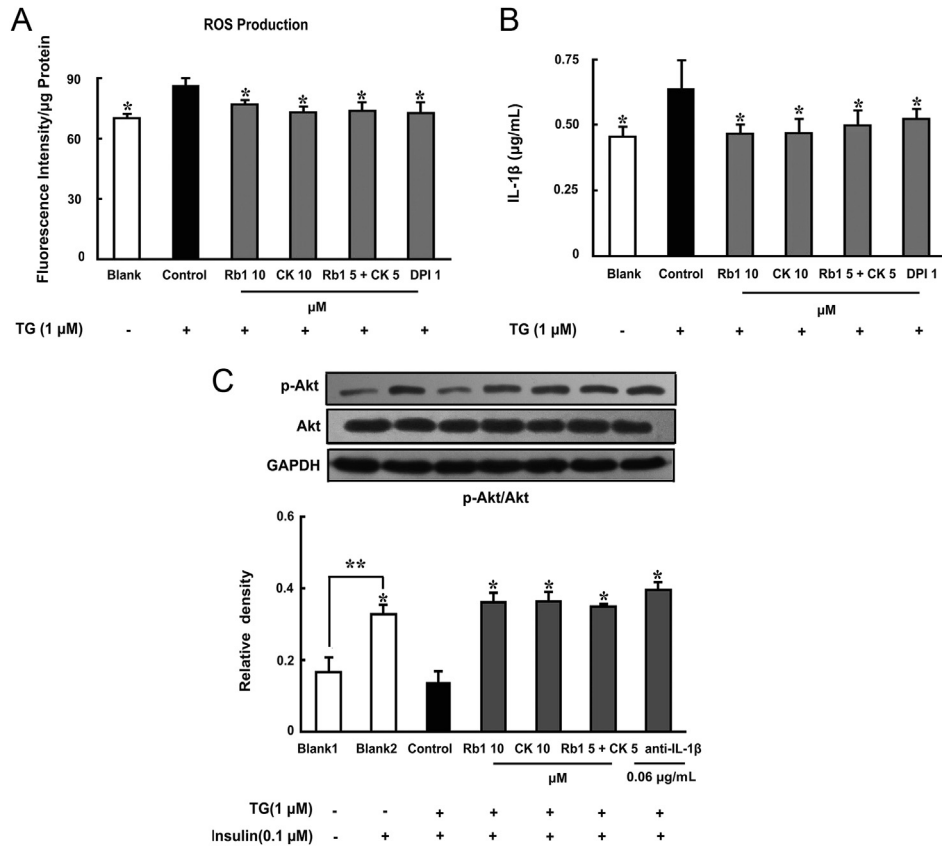 A
ROS Production
Fluorescence Intensity/µg Protein
90
60
30
0
* * * * *
Blank Control Rb1 10 CK 10 Rb1 5 + CK 5 DPI 1
µM
TG (1 µM) - + + + + +
B
IL-1β (µg/mL)
0.75
0.50
0.25
0
* * * * *
Blank Control Rb1 10 CK 10 Rb1 5 + CK 5 DPI 1
µM
TG (1 µM) - + + + + +
C
p-Akt
Akt
GAPDH
p-Akt/Akt
Relative density
0.6
0.4
0.2
0
**
* * * * *
Blank1 Blank2 Control Rb1 10 CK 10 Rb1 5 + CK 5 anti-IL-1β
µM 0.06 µg/mL
TG(1 µM) - - + + + + +
Insulin(0.1 µM) - + + + + + +